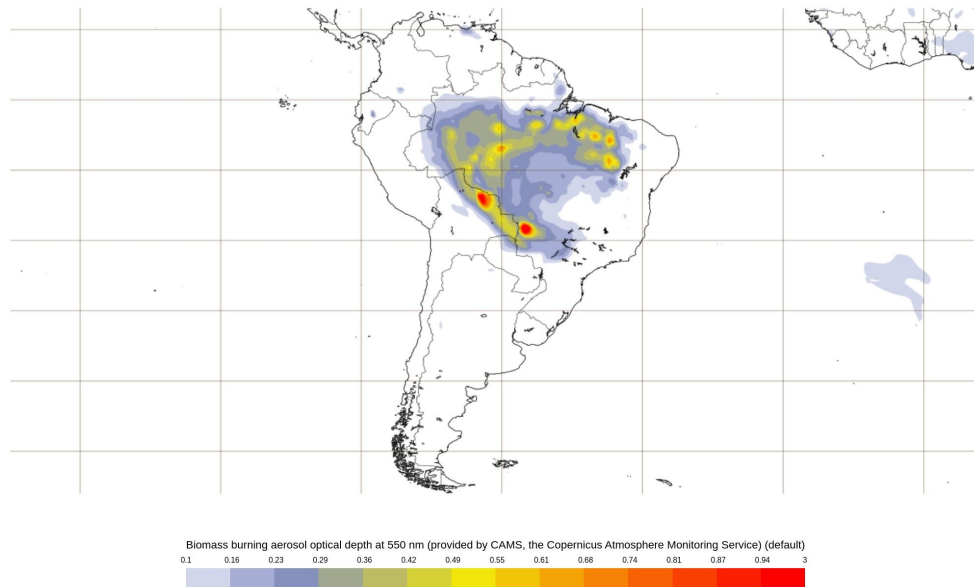 Biomass burning aerosol optical depth at 550 nm (provided by CAMS, the Copernicus Atmosphere Monitoring Service) (default)
0.1 0.16 0.23 0.29 0.36 0.42 0.49 0.55 0.61 0.68 0.74 0.81 0.87 0.94 3